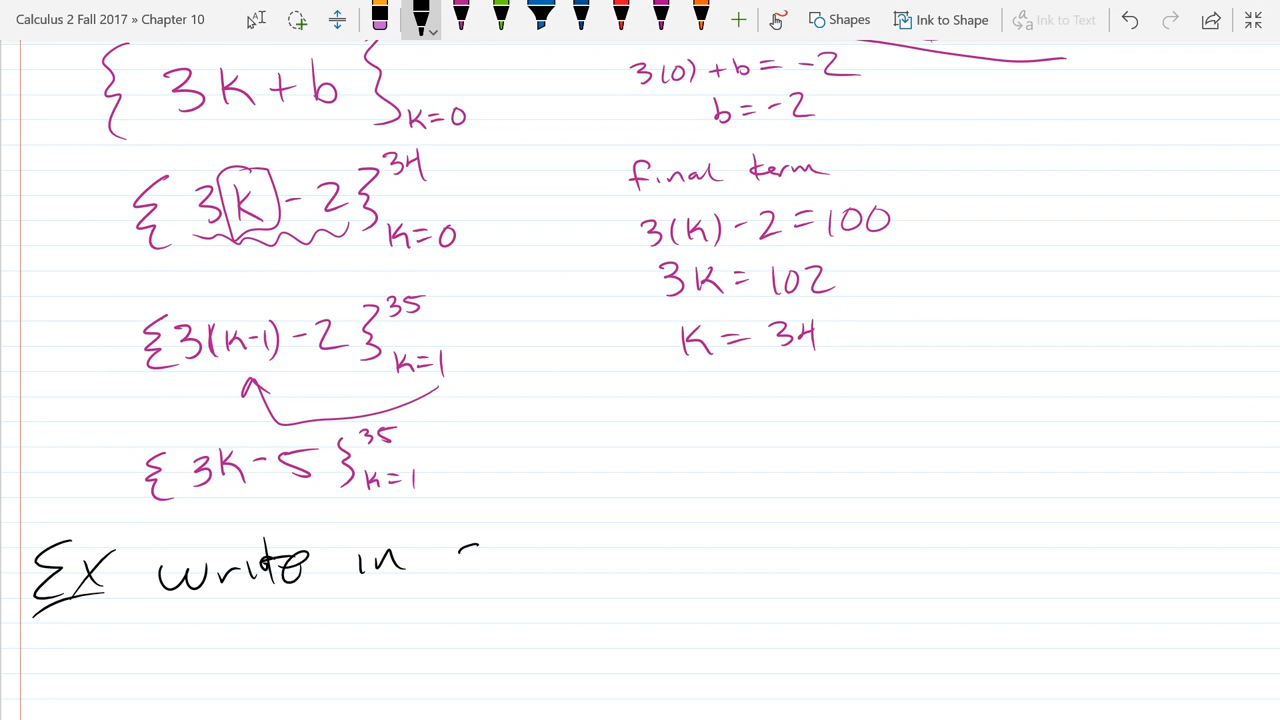 Calculus 2 Fall 2017 » Chapter 10
Shapes
Ink to Shape
Ink to Text
{ 3k + b }k=0
3(0) + b = -2
b = -2
{ 3k - 2 }³⁴k=0
final term
3(k) - 2 = 100
3k = 102
k = 34
{3(k-1) - 2}³⁵k=1
{ 3k - 5 }³⁵k=1
Ex write in